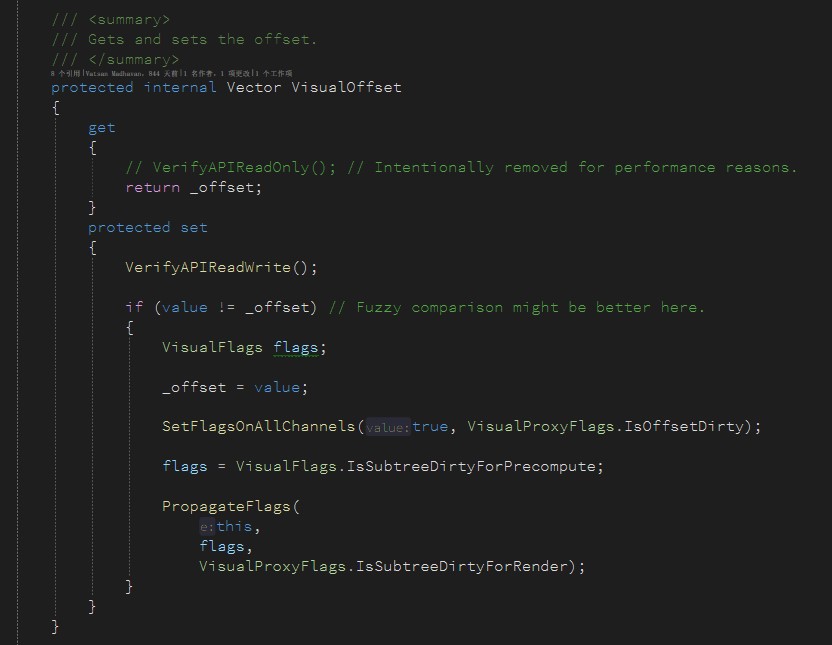 /// <summary>
/// Gets and sets the offset.
/// </summary>
8 个引用|Vatsan Madhavan, 844 天前|1 名作者, 1 项更改|1 个工作项
protected internal Vector VisualOffset
{
get
{
// VerifyAPIReadOnly(); // Intentionally removed for performance reasons.
return _offset;
}
protected set
{
VerifyAPIReadWrite();
if (value != _offset) // Fuzzy comparison might be better here.
{
VisualFlags flags;
_offset = value;
SetFlagsOnAllChannels(value:true, VisualProxyFlags.IsOffsetDirty);
flags = VisualFlags.IsSubtreeDirtyForPrecompute;
PropagateFlags(
e:this,
flags,
VisualProxyFlags.IsSubtreeDirtyForRender);
}
}
}